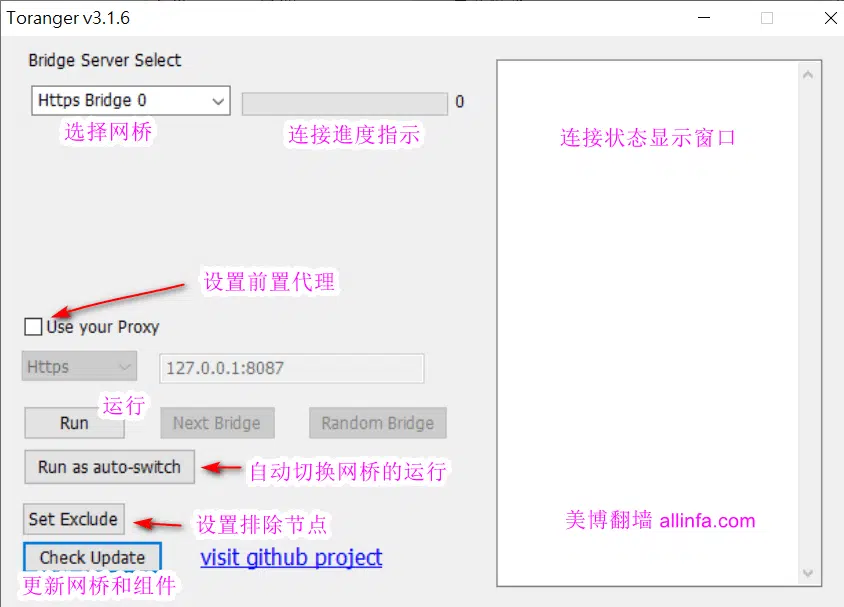 Toranger v3.1.6
Bridge Server Select
Https Bridge 0
0
选择网桥
连接進度指示
连接状态显示窗口
设置前置代理
Use your Proxy
Https
127.0.0.1:8087
运行
Run
Next Bridge
Random Bridge
Run as auto-switch
自动切换网桥的运行
Set Exclude
设置排除节点
美博翻墙 allinfa.com
Check Update
visit github project
更新网桥和组件